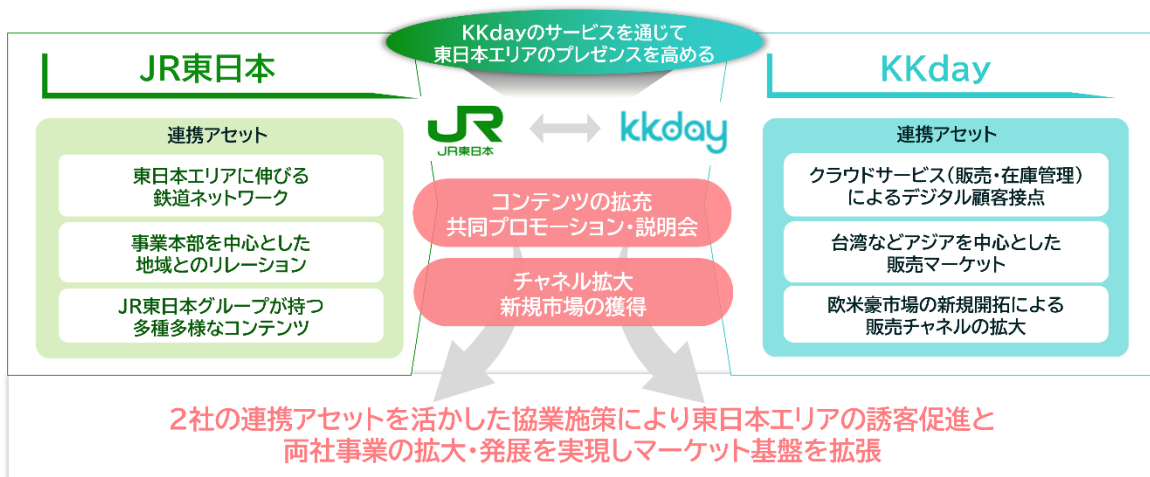 KKdayのサービスを通じて
東日本エリアのプレゼンスを高める
JR東日本
連携アセット
東日本エリアに伸びる
鉄道ネットワーク
事業本部を中心とした
地域とのリレーション
JR東日本グループが持つ
多種多様なコンテンツ
JR
JR東日本
kkday
コンテンツの拡充
共同プロモーション・説明会
チャネル拡大
新規市場の獲得
KKday
連携アセット
クラウドサービス（販売・在庫管理）
によるデジタル顧客接点
台湾などアジアを中心とした
販売マーケット
欧米豪市場の新規開拓による
販売チャネルの拡大
2社の連携アセットを活かした協業施策により東日本エリアの誘客促進と
両社事業の拡大・発展を実現しマーケット基盤を拡張